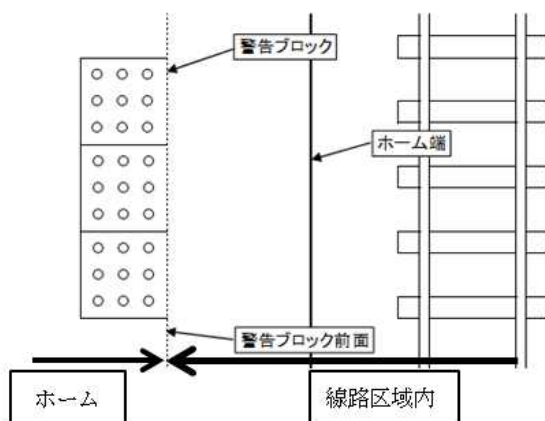 警告ブロック
ホーム端
警告ブロック前面
ホーム
線路区域内